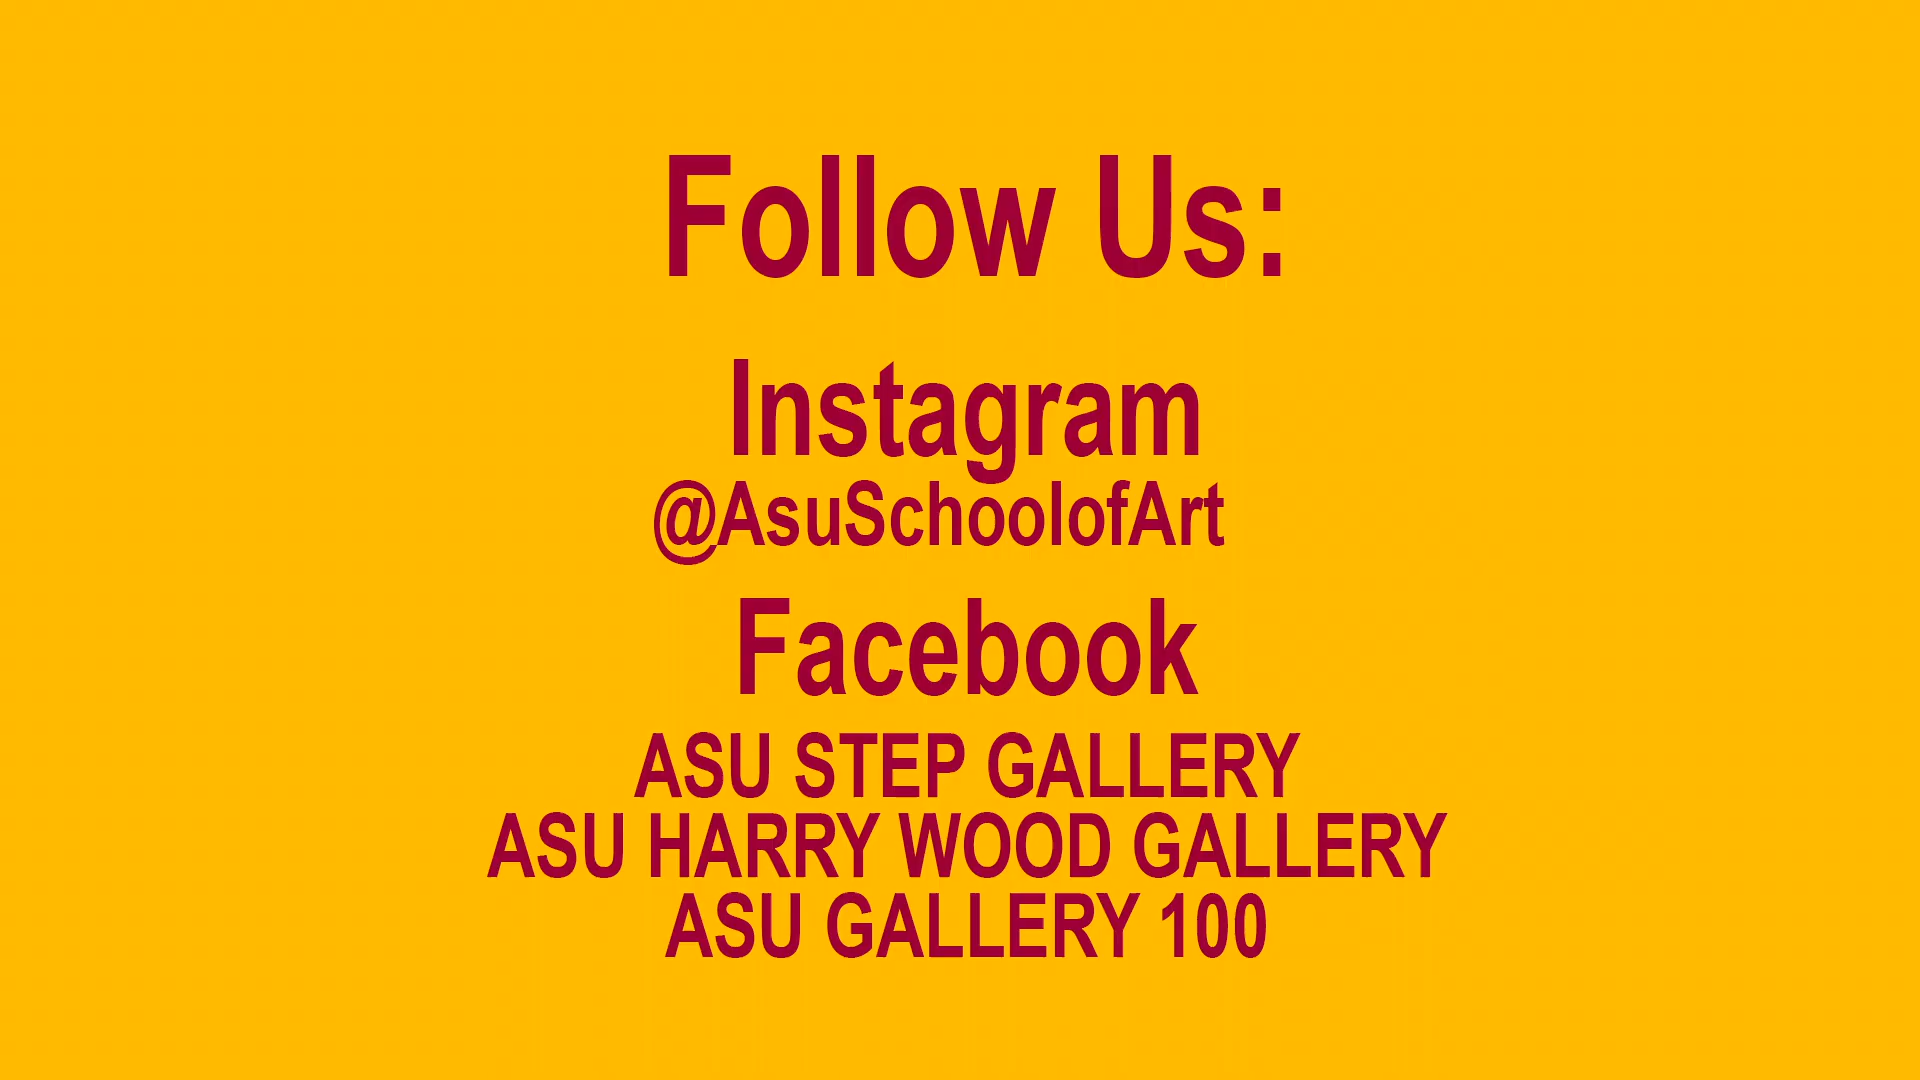 Follow Us:
Instagram
@AsuSchoolofArt
Facebook
ASU STEP GALLERY
ASU HARRY WOOD GALLERY
ASU GALLERY 100